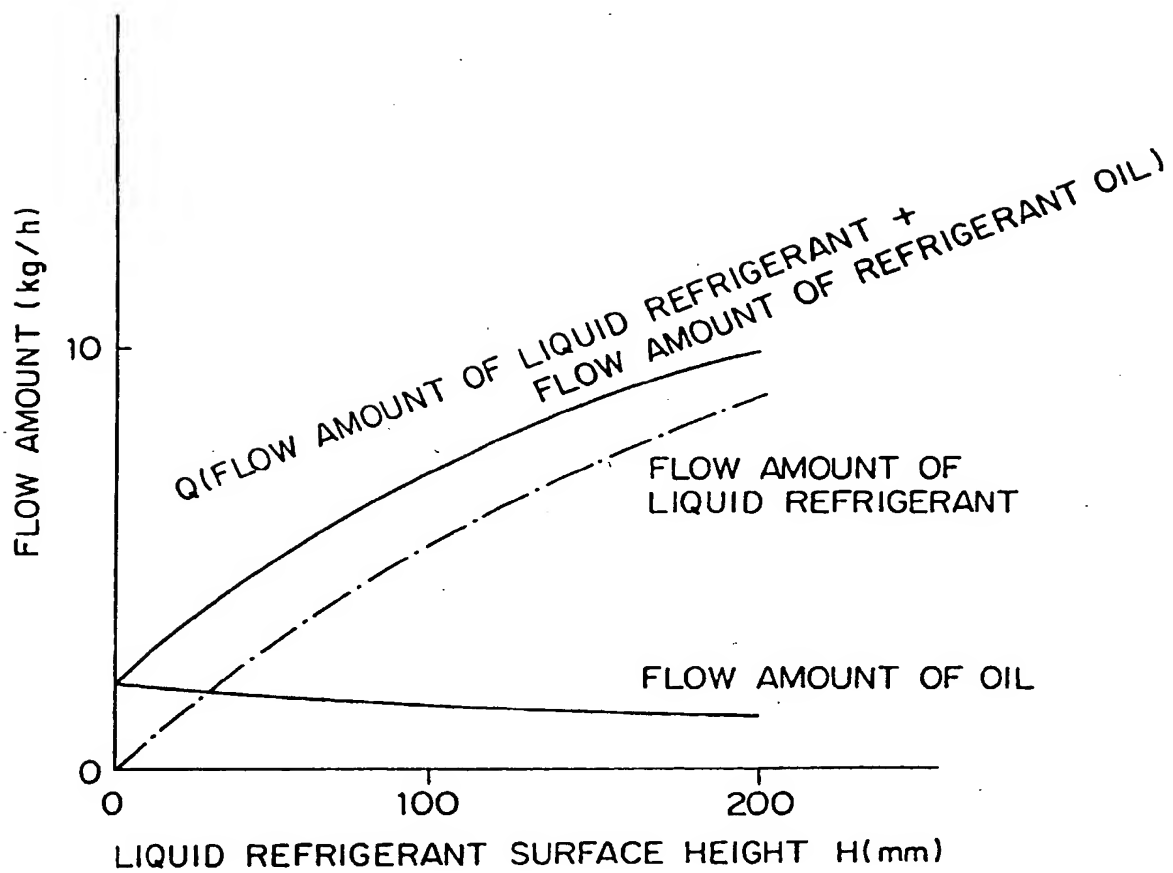 FLOW AMOUNT (kg/h)
10
0
Q(FLOW AMOUNT OF LIQUID REFRIGERANT +
FLOW AMOUNT OF REFRIGERANT OIL)
FLOW AMOUNT OF
LIQUID REFRIGERANT
FLOW AMOUNT OF OIL
0 100 200
LIQUID REFRIGERANT SURFACE HEIGHT H(mm)